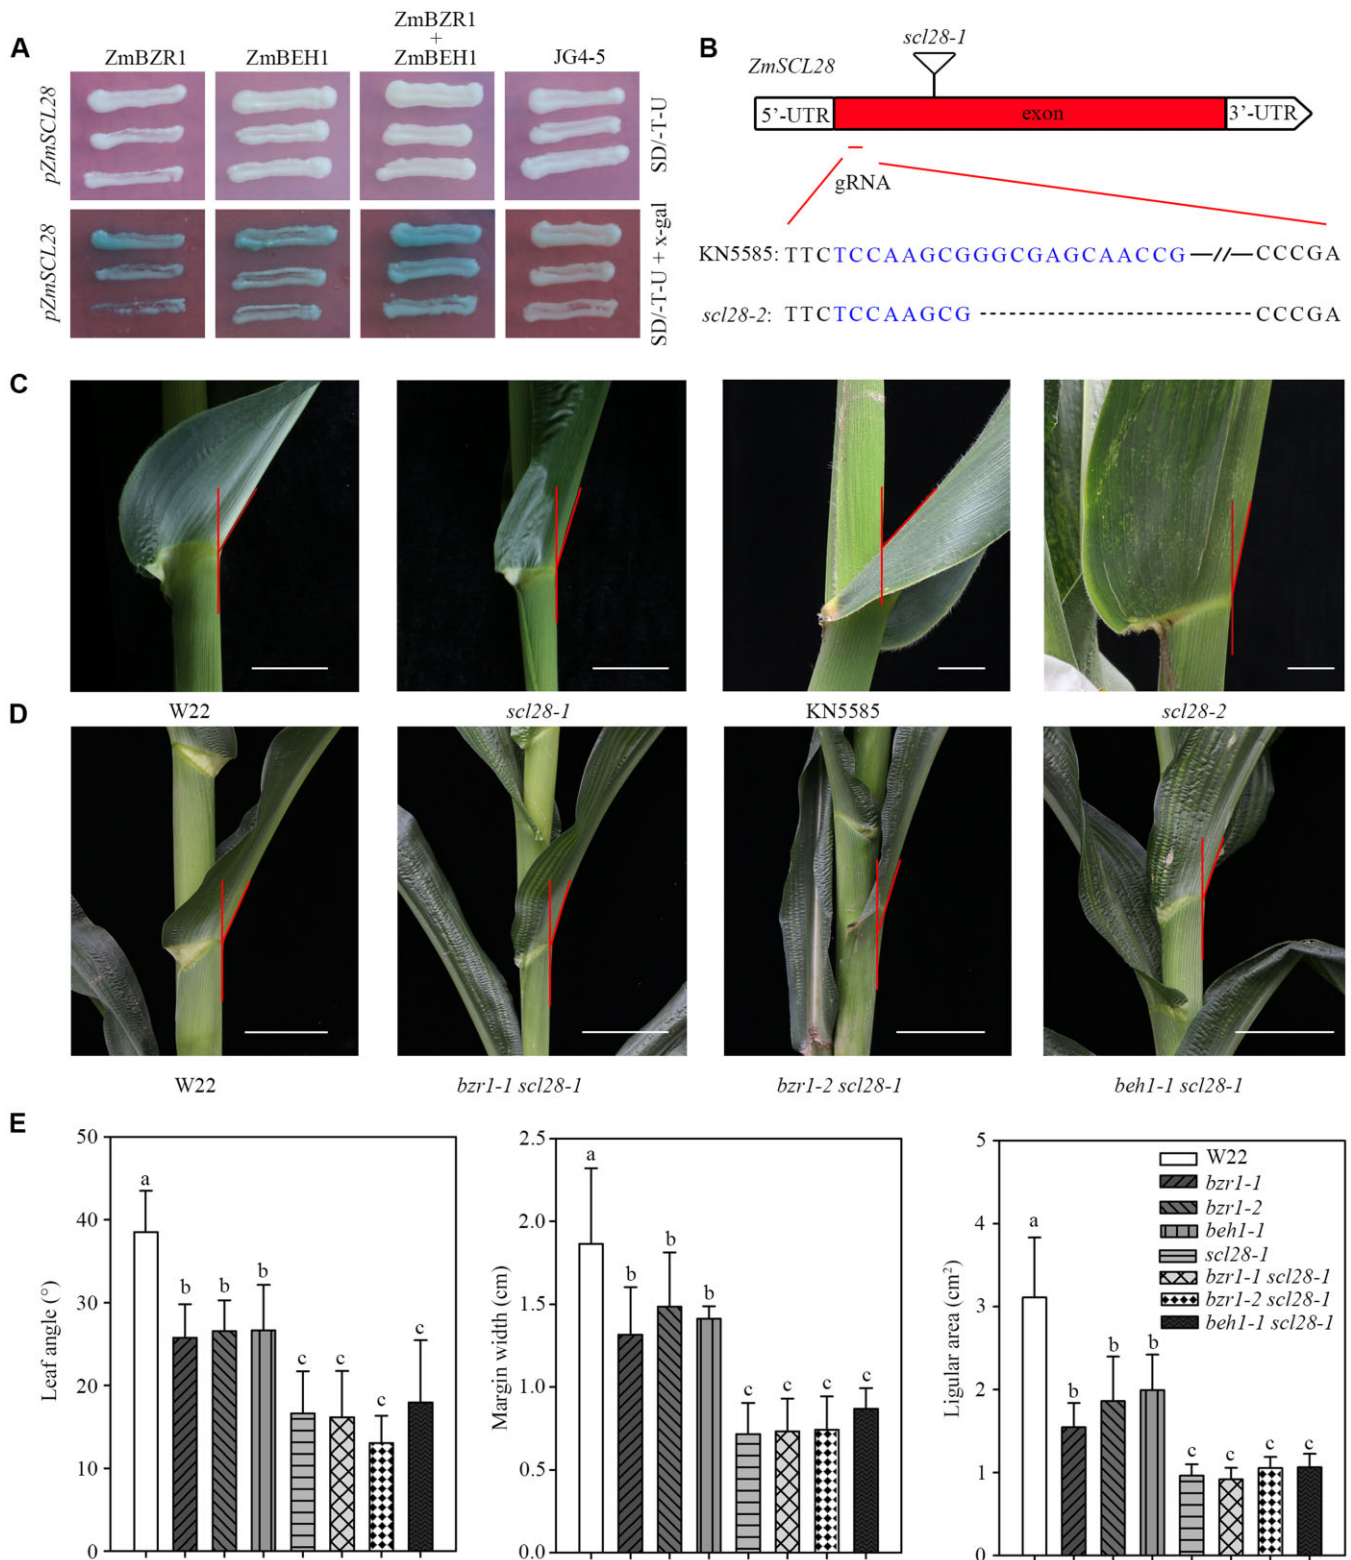 A
ZmBZR1
ZmBEH1
ZmBZR1
+
ZmBEH1
JG4-5
pZmSCL28
SD/-T-U
pZmSCL28
SD/-T-U + x-gal
B
scl28-1
ZmSCL28
5’-UTR
exon
3’-UTR
gRNA
KN5585: TTCTCCAAGCGGGCGAGCAACCG—//—CCCGA
scl28-2: TTCTCCAAGCG--------------------------CCCGA
C
W22
scl28-1
KN5585
scl28-2
D
W22
bzr1-1 scl28-1
bzr1-2 scl28-1
beh1-1 scl28-1
E
Leaf angle (°)
50
40
30
20
10
0
a
b
b
b
c
c
c
c
Margin width (cm)
2.5
2.0
1.5
1.0
0.5
0.0
a
b
b
b
c
c
c
c
Ligular area (cm²)
5
4
3
2
1
0
a
b
b
b
c
c
c
c
W22
bzr1-1
bzr1-2
beh1-1
scl28-1
bzr1-1 scl28-1
bzr1-2 scl28-1
beh1-1 scl28-1